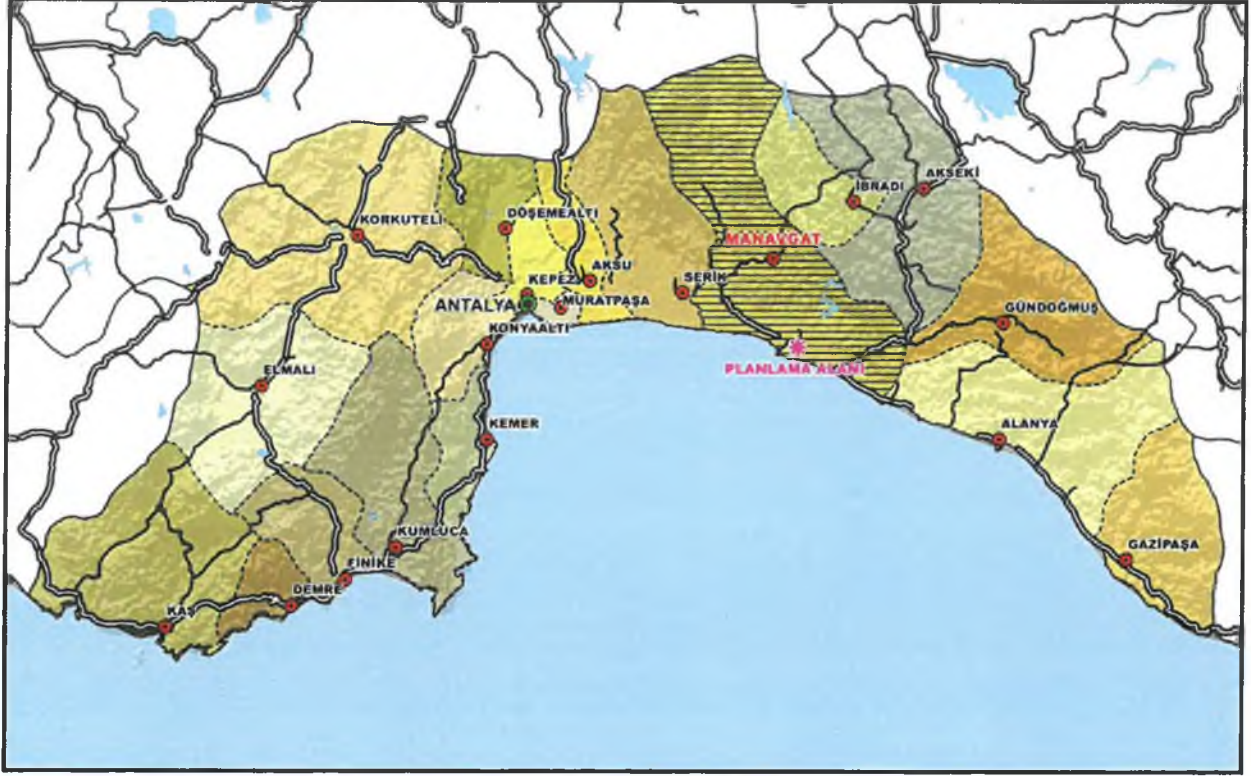 AKSEKİ
İBRADI
KORKUTELİ
DÖŞEMEALTI
MANAVGAT
AKSU
KEPEZ
SERİK
ANTALYA
MURATPAŞA
GÜNDOĞMUŞ
KONYAALTI
PLANLAMA ALANI
ELMALI
KEMER
ALANYA
KUMLUCA
GAZİPAŞA
FİNİKE
DEMRE
KAŞ